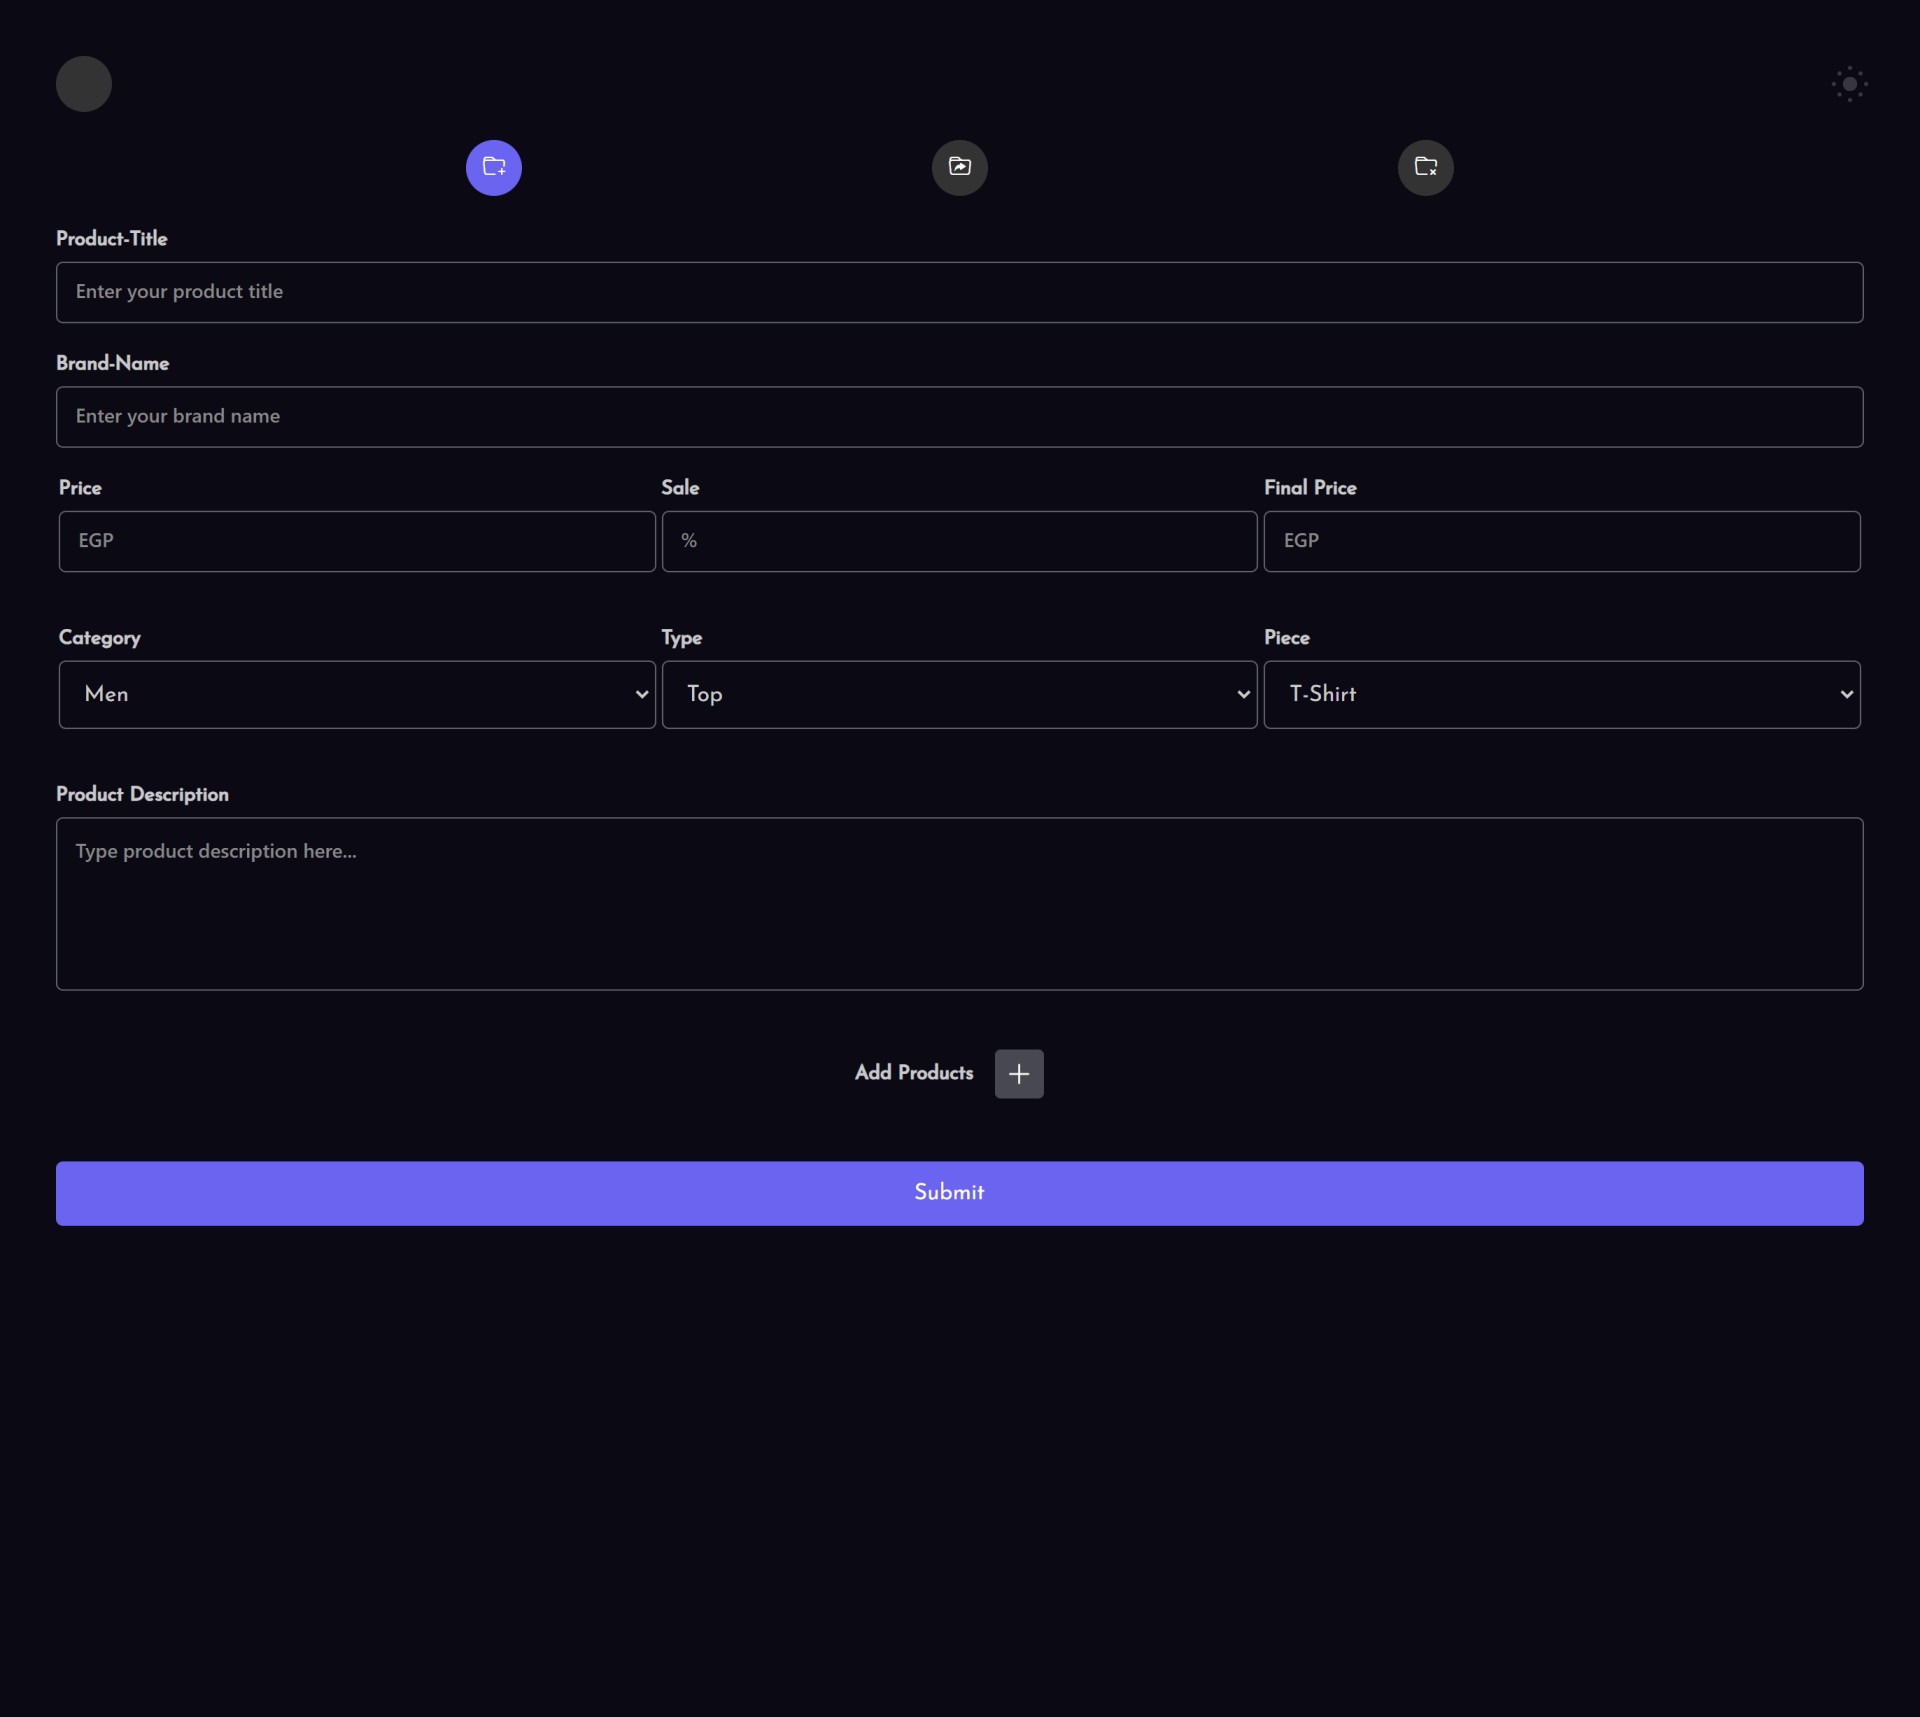 Product-Title
Enter your product title
Brand-Name
Enter your brand name
Price Sale Final Price
EGP % EGP
Category Type Piece
Men Top T-Shirt
Product Description
Type product description here...
Add Products
Submit